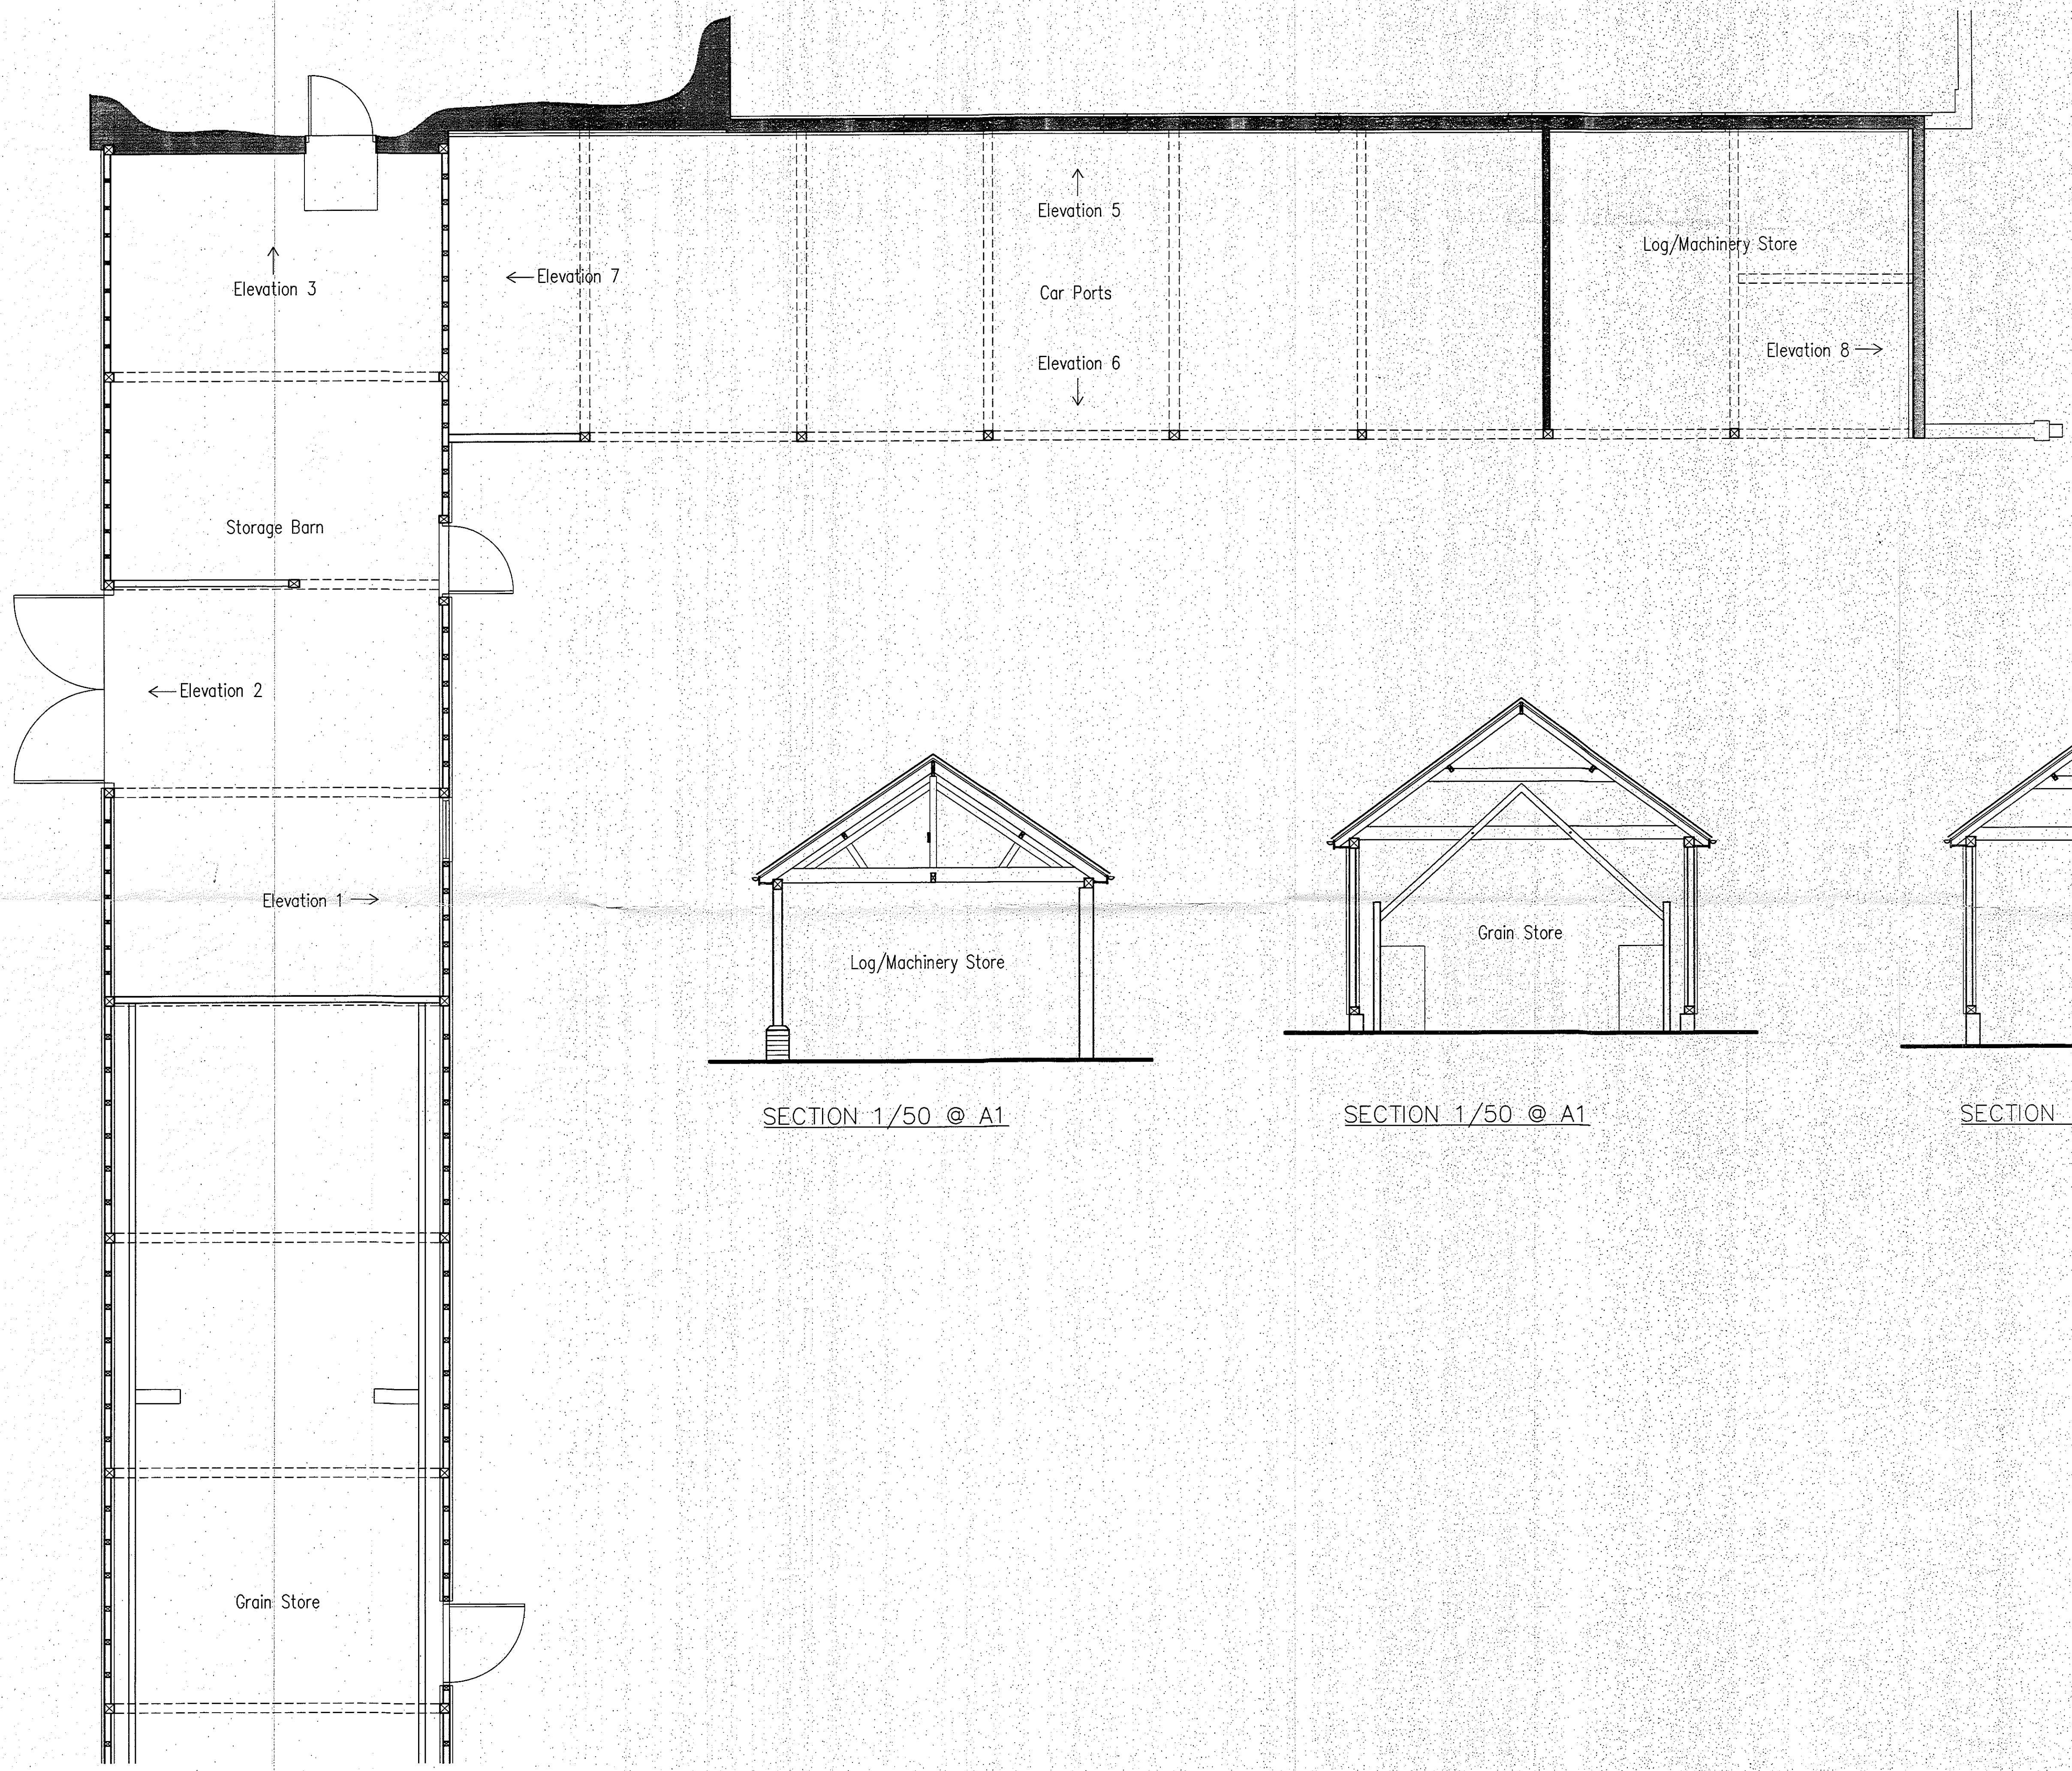 Elevation 5
Log/Machinery Store
Elevation 7
Elevation 3
Car Ports
Elevation 8
Elevation 6
Storage Barn
Elevation 2
Elevation 1
Grain Store
Log/Machinery Store
SECTION 1/50 @ A1
SECTION 1/50 @ A1
SECTION
Grain Store